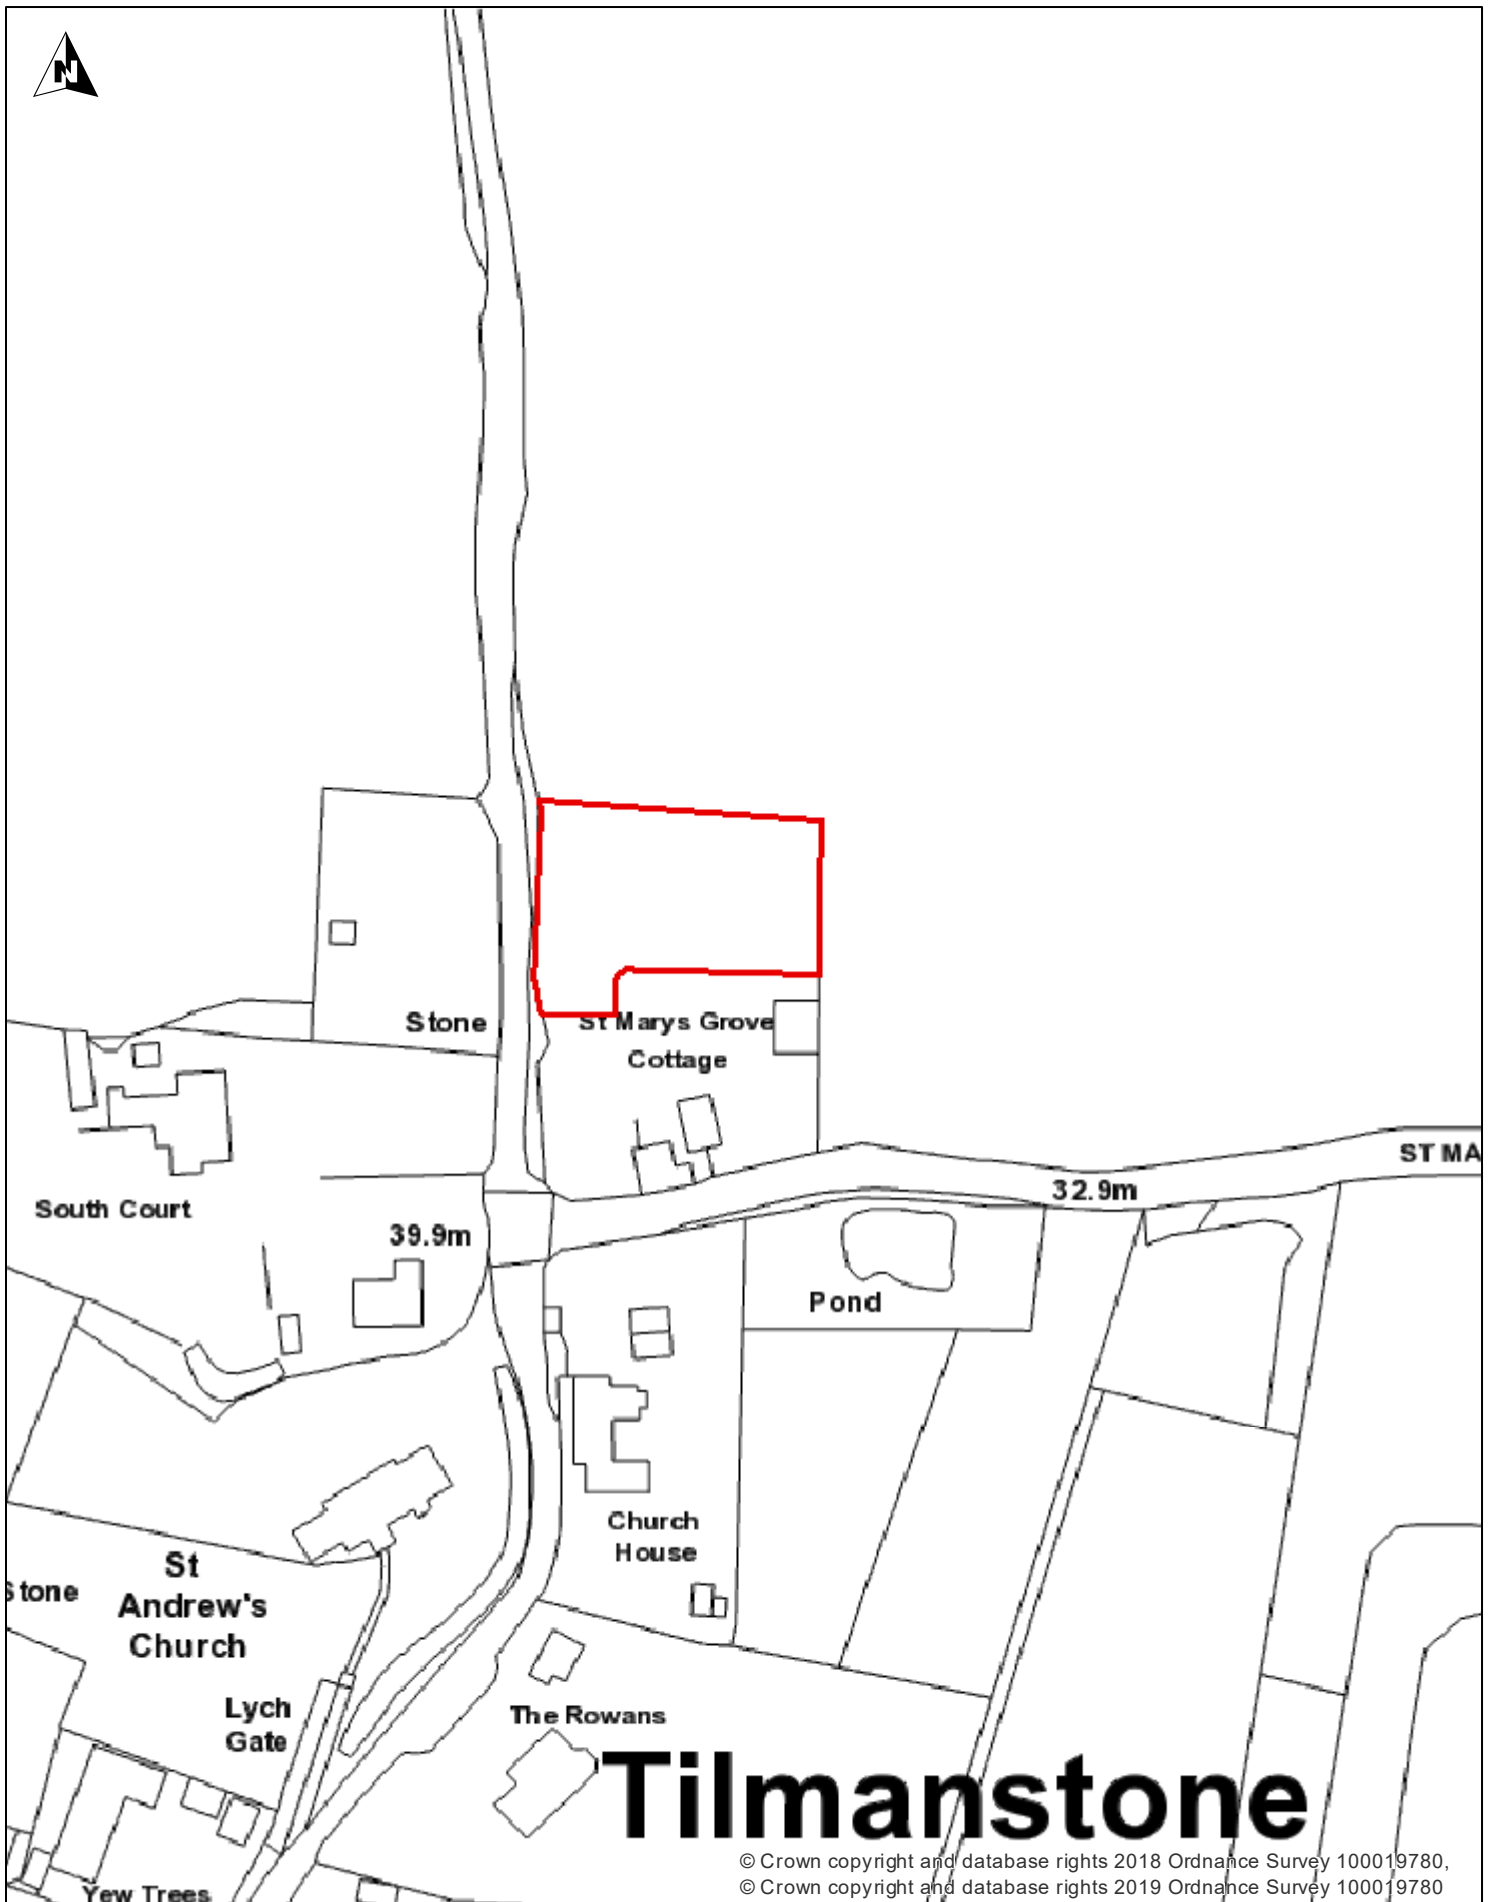 N
Stone
St Marys Grove
Cottage
ST MA
32.9m
South Court
39.9m
Pond
Church
House
St
Andrew's
Church
Stone
Lych
Gate
The Rowans
Tilmanstone
© Crown copyright and database rights 2018 Ordnance Survey 100019780,
© Crown copyright and database rights 2019 Ordnance Survey 100019780
Yew Trees